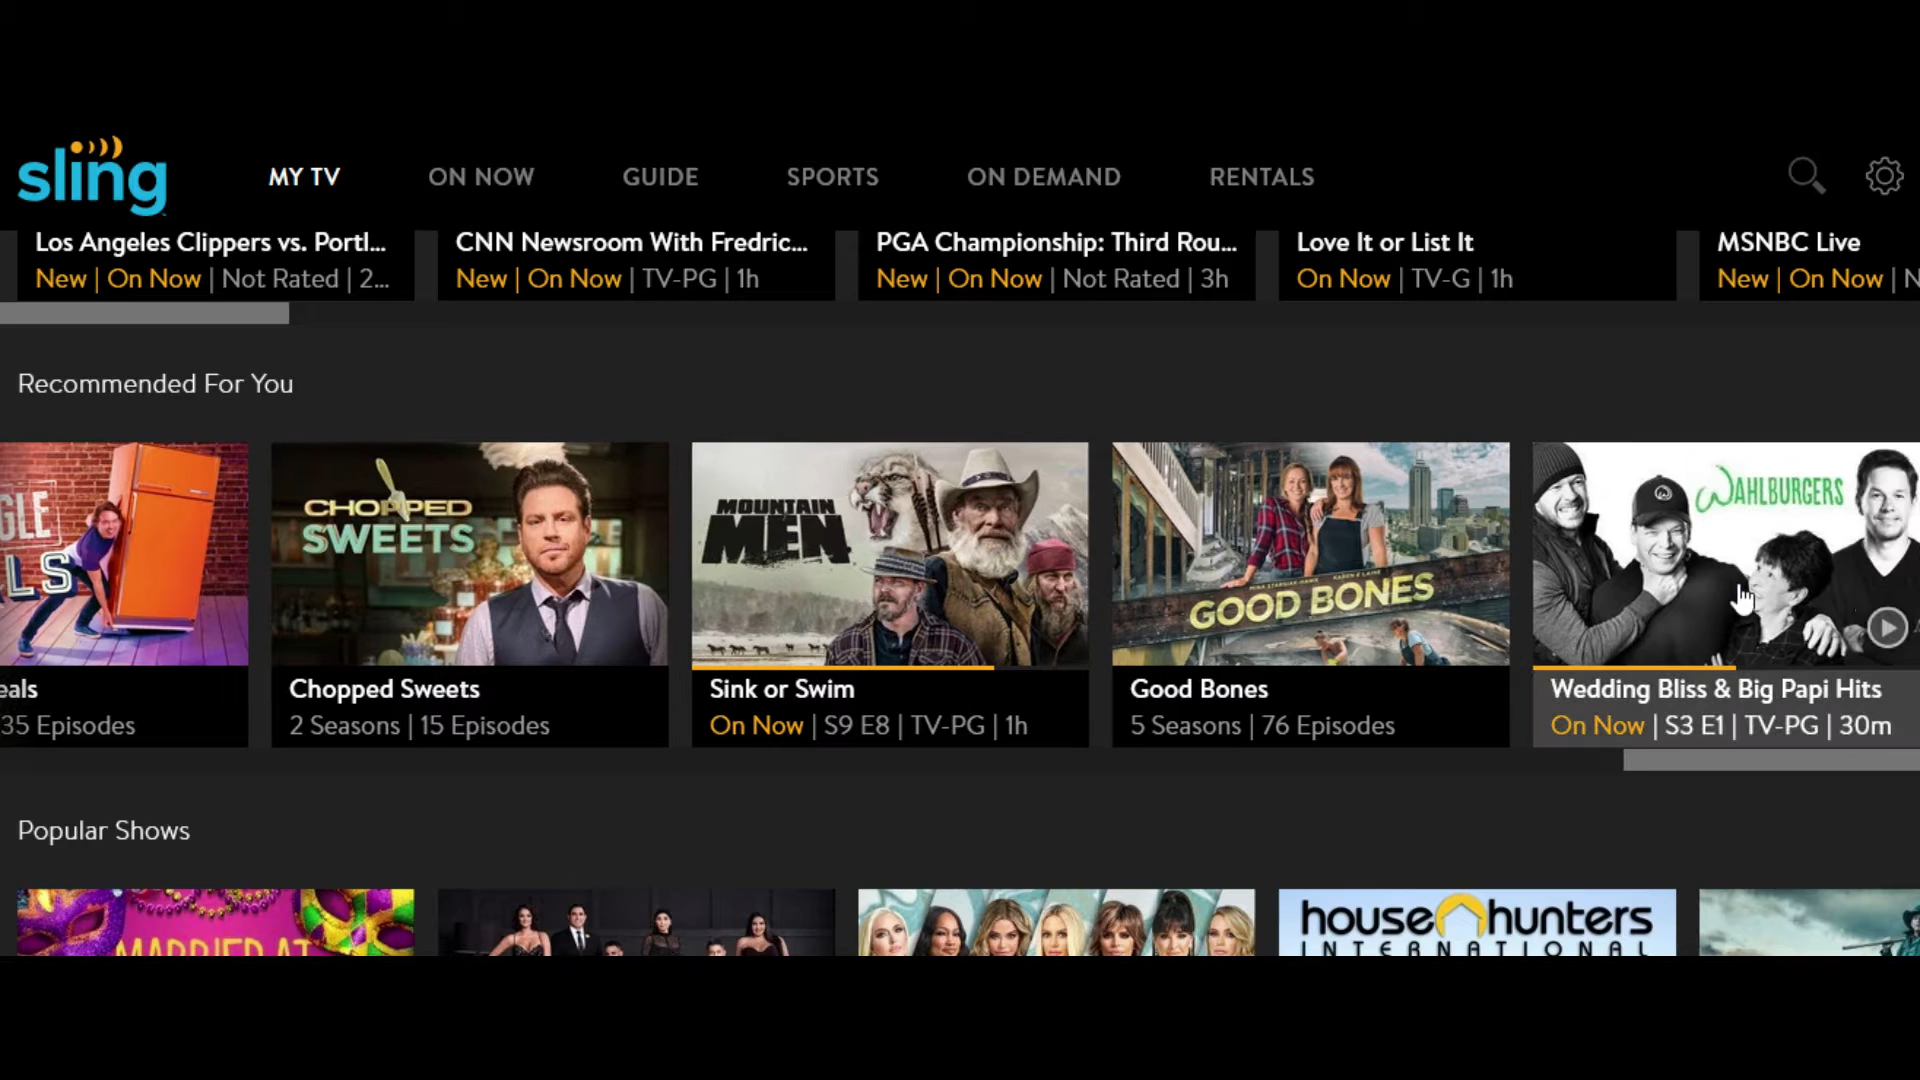 sling
MY TV
ON NOW
GUIDE
SPORTS
ON DEMAND
RENTALS
Los Angeles Clippers vs. Portl...
New | On Now | Not Rated | 2...
CNN Newsroom With Fredric...
New | On Now | TV-PG | 1h
PGA Championship: Third Rou...
New | On Now | Not Rated | 3h
Love It or List It
On Now | TV-G | 1h
MSNBC Live
New | On Now | N
Recommended For You
GLE
LS
eals
35 Episodes
CHOPPED
SWEETS
Chopped Sweets
2 Seasons | 15 Episodes
MOUNTAIN
MEN
Sink or Swim
On Now | S9 E8 | TV-PG | 1h
GOOD BONES
Good Bones
5 Seasons | 76 Episodes
WAHLBURGERS
Wedding Bliss & Big Papi Hits
On Now | S3 E1 | TV-PG | 30m
Popular Shows
MARRIED AT
house hunters
INTERNATIONAL